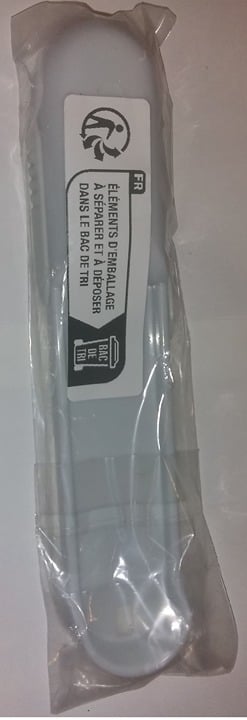 FR
ÉLÉMENTS D'EMBALLAGE
À SÉPARER ET À DÉPOSER
DANS LE BAC DE TRI
BAC
DE
TRI